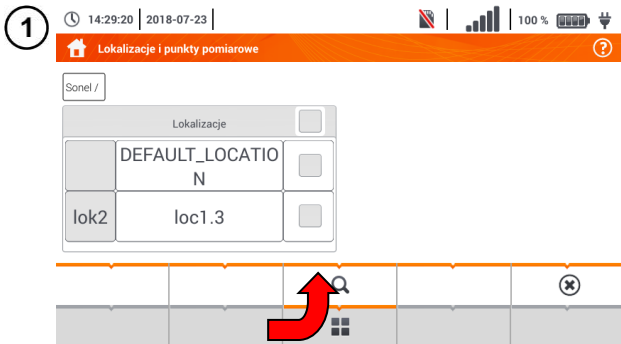 1
14:29:20 2018-07-23 100 %
Lokalizacje i punkty pomiarowe ?
Sonel /
Lokalizacje
DEFAULT_LOCATIO
N
lok2 loc1.3